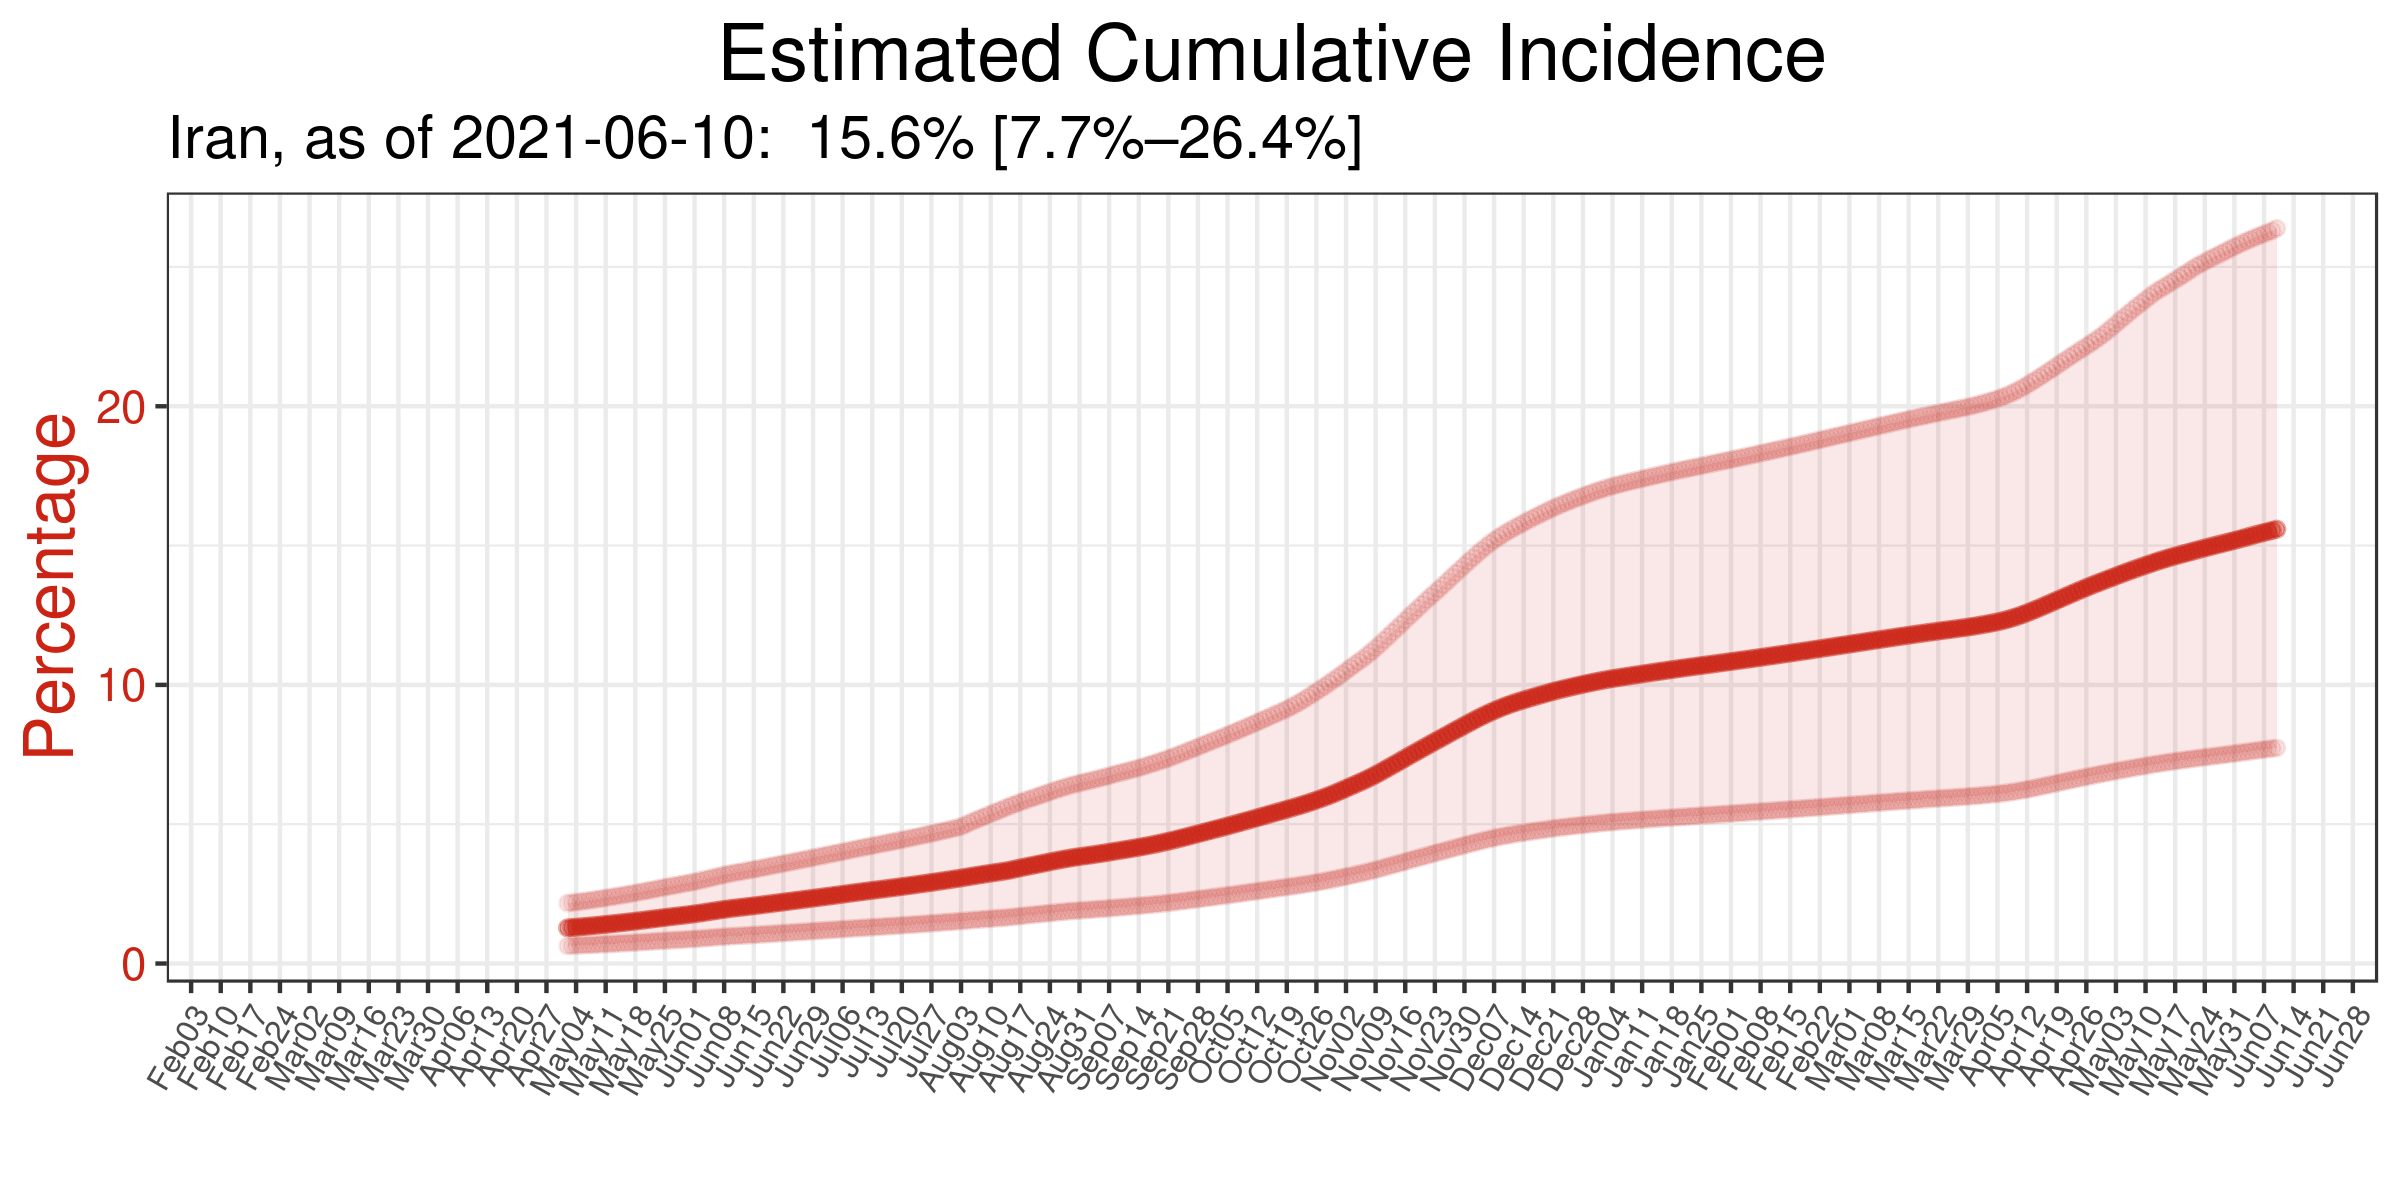 Estimated Cumulative Incidence
Iran, as of 2021-06-10:  15.6% [7.7%–26.4%]
Percentage
20
10
0
Feb03
Feb10
Feb17
Feb24
Mar02
Mar09
Mar16
Mar23
Mar30
Apr06
Apr13
Apr20
Apr27
May04
May11
May18
May25
Jun01
Jun08
Jun15
Jun22
Jun29
Jul06
Jul13
Jul20
Jul27
Aug03
Aug10
Aug17
Aug24
Aug31
Sep07
Sep14
Sep21
Sep28
Oct05
Oct12
Oct19
Oct26
Nov02
Nov09
Nov16
Nov23
Nov30
Dec07
Dec14
Dec21
Dec28
Jan04
Jan11
Jan18
Jan25
Feb01
Feb08
Feb15
Feb22
Mar01
Mar08
Mar15
Mar22
Mar29
Apr05
Apr12
Apr19
Apr26
May03
May10
May17
May24
May31
Jun07
Jun14
Jun21
Jun28